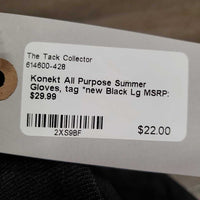 The Tack Collector
614600-428
Konekt All Purpose Summer
Gloves, tag *new Black Lg MSRP:
$29.99
2XS9BF
$22.00